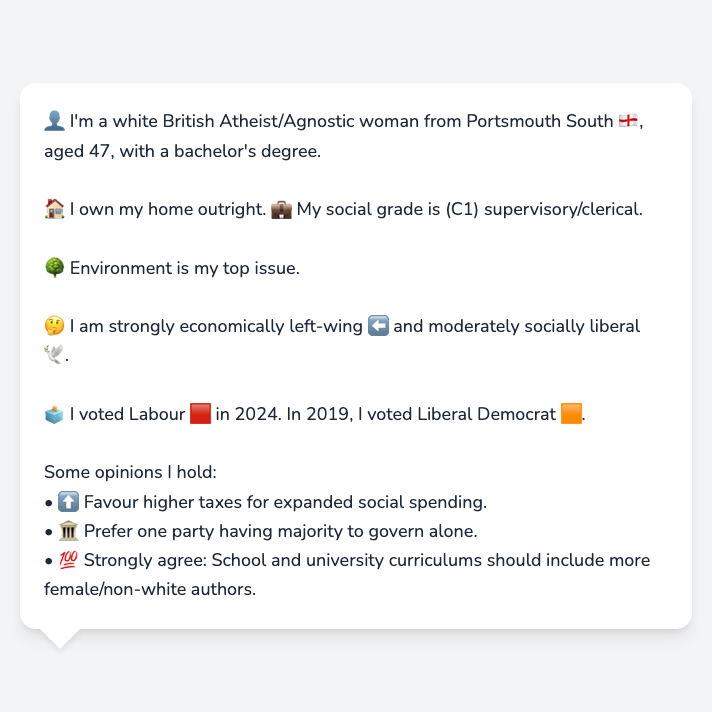 👤 I'm a white British Atheist/Agnostic woman from Portsmouth South 🏴󠁧󠁢󠁥󠁮󠁧󠁿,
aged 47, with a bachelor's degree.
🏠 I own my home outright. 💼 My social grade is (C1) supervisory/clerical.
🌳 Environment is my top issue.
🤔 I am strongly economically left-wing ⬅️ and moderately socially liberal
🕊️.
🗳️ I voted Labour 🟥 in 2024. In 2019, I voted Liberal Democrat 🟧.
Some opinions I hold:
• ⬆️ Favour higher taxes for expanded social spending.
• 🏛️ Prefer one party having majority to govern alone.
• 💯 Strongly agree: School and university curriculums should include more
female/non-white authors.